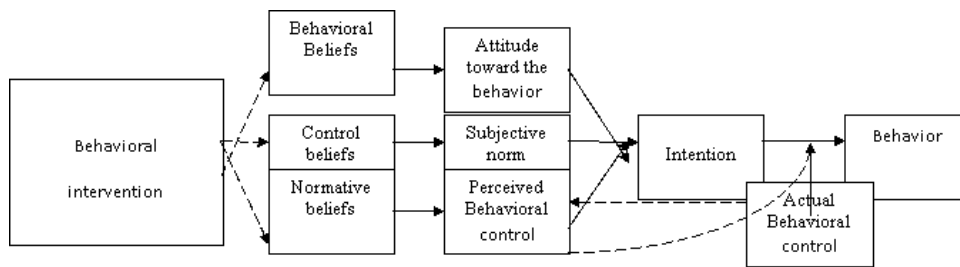 Behavioral
intervention
Behavioral
Beliefs
Control
beliefs
Normative
beliefs
Attitude
toward the
behavior
Subjective
norm
Perceived
Behavioral
control
Intention
Behavior
Actual
Behavioral
control